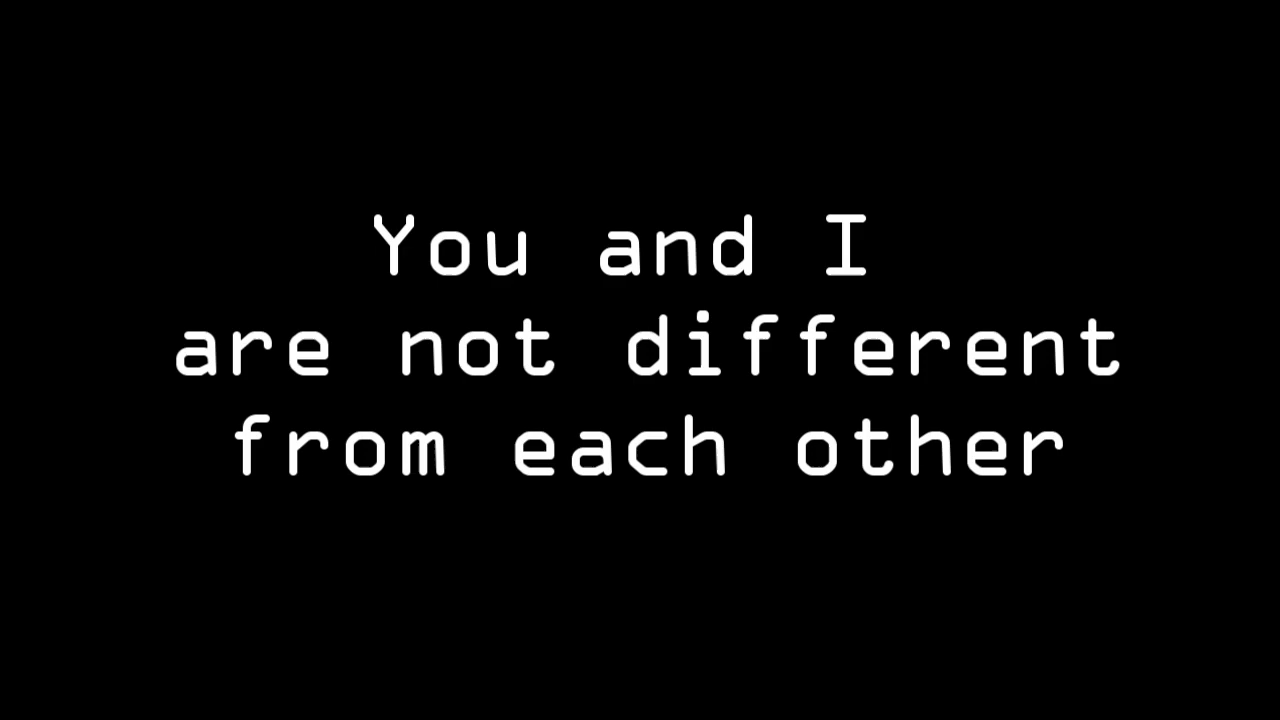 You and I
are not different
from each other